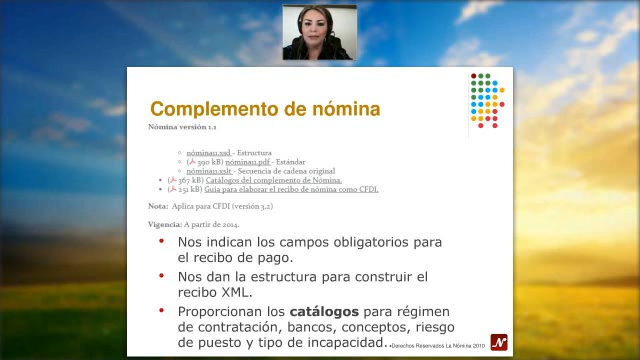 Complemento de nómina
Nómina versión 1.1
nómina11.xsd - Estructura
( 390 kB) nómina11.pdf - Estándar
nómina11.xslt - Secuencia de cadena original
( 367 kB) Catálogos del complemento de Nómina.
( 251 kB) Guía para elaborar el recibo de nómina como CFDI.
Nota: Aplica para CFDI (versión 3.2)
Vigencia: A partir de 2014.
• Nos indican los campos obligatorios para
el recibo de pago.
• Nos dan la estructura para construir el
recibo XML.
• Proporcionan los catálogos para régimen
de contratación, bancos, conceptos, riesgo
de puesto y tipo de incapacidad..
Derechos Reservados La Nómina 2010
N